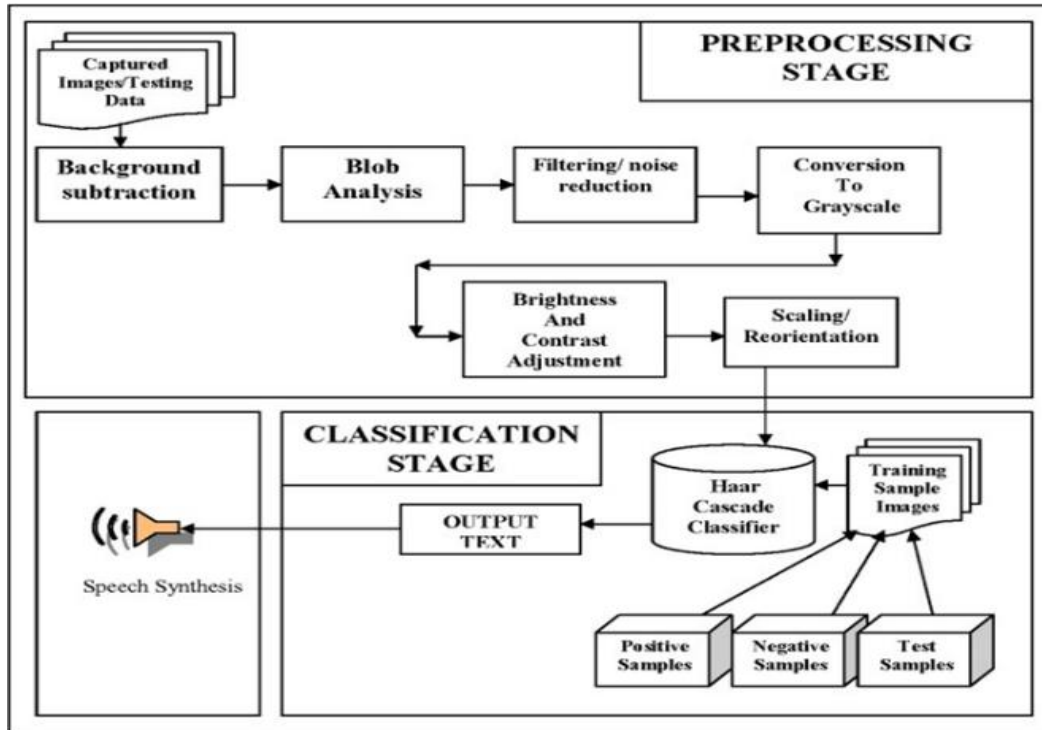 PREPROCESSING
STAGE
Captured
Images/Testing
Data
Background
subtraction
Blob
Analysis
Filtering/ noise
reduction
Conversion
To
Grayscale
Brightness
And
Contrast
Adjustment
Scaling/
Reorientation
CLASSIFICATION
STAGE
Haar
Cascade
Classifier
Training
Sample
Images
OUTPUT
TEXT
Speech Synthesis
Positive
Samples
Negative
Samples
Test
Samples